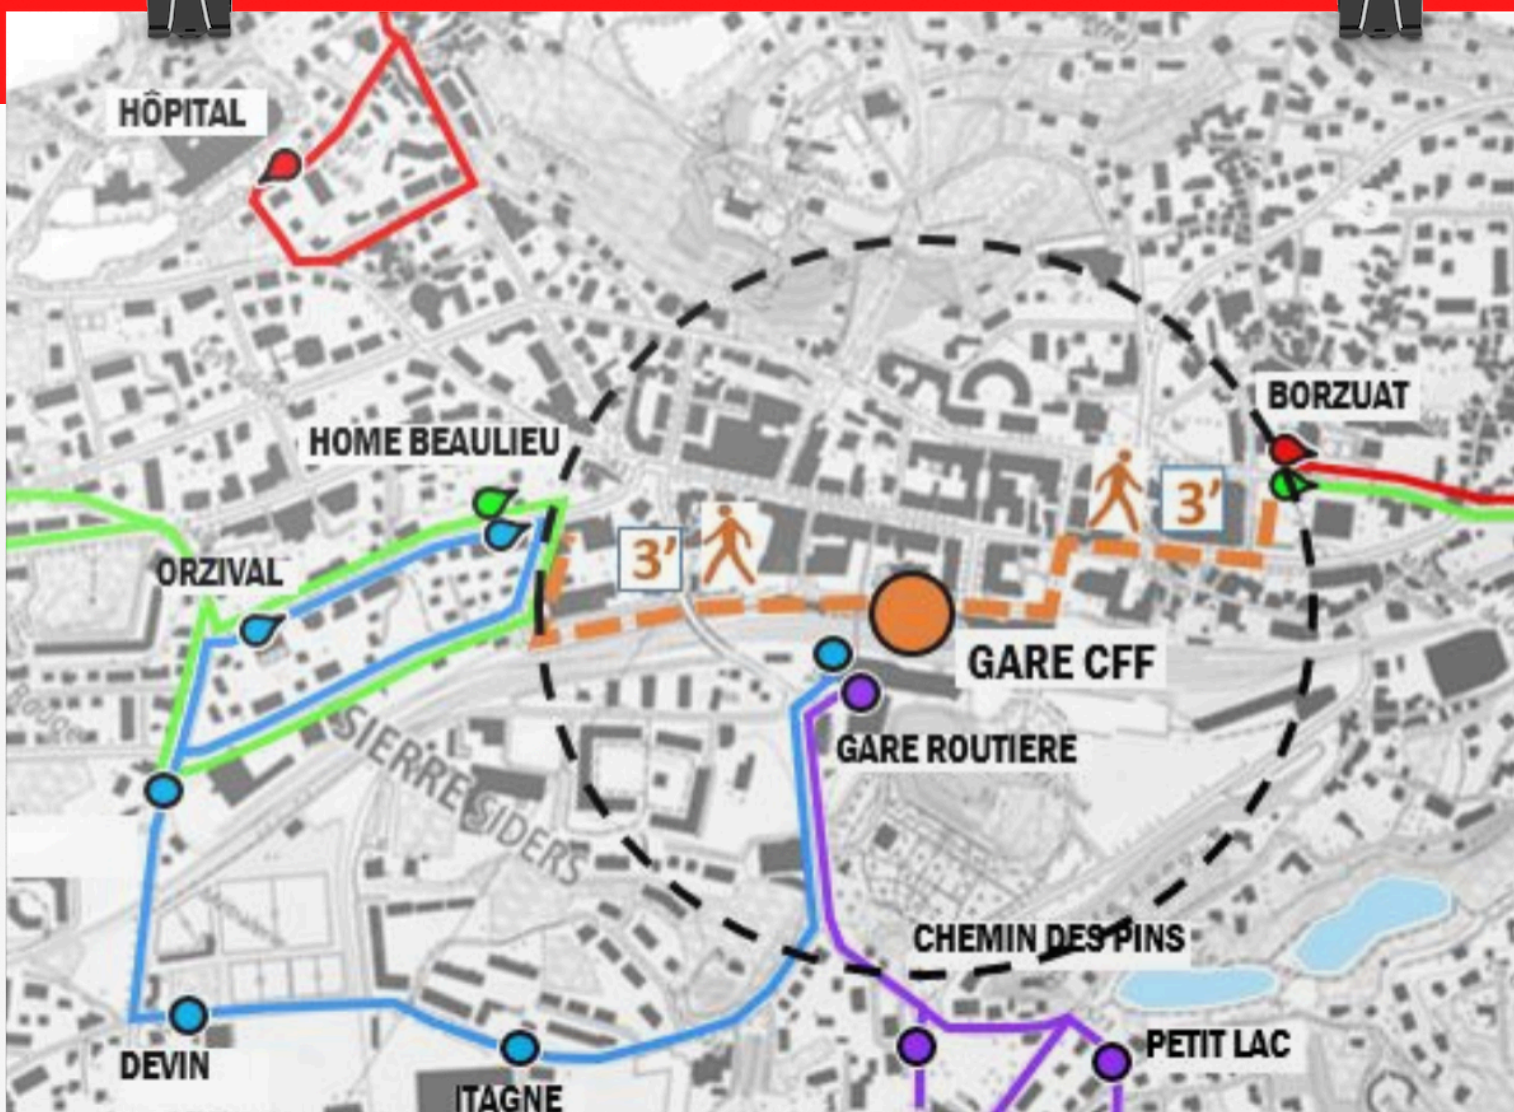 HÔPITAL
BORZUAT
HOME BEAULIEU
3'
3'
ORZIVAL
GARE CFF
GARE ROUTIERE
SIERRE SIDERS
CHEMIN DES PINS
PETIT LAC
DEVIN
ITAGNE